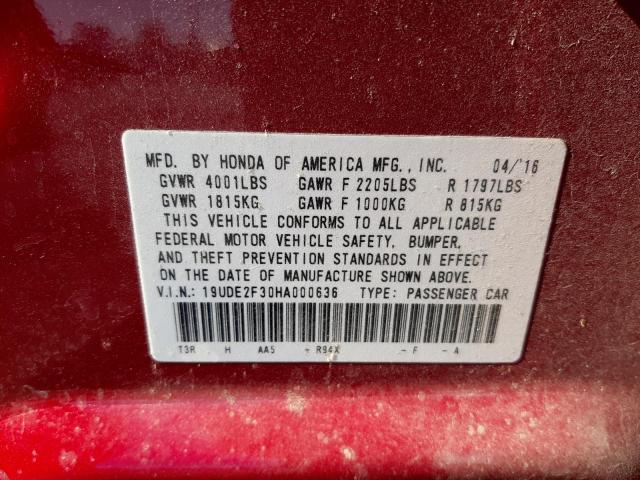 MFD. BY HONDA OF AMERICA MFG., INC. 04/'16
GVWR 4001LBS GAWR F 2205LBS R 1797LBS
GVWR 1815KG GAWR F 1000KG R 815KG
THIS VEHICLE CONFORMS TO ALL APPLICABLE
FEDERAL MOTOR VEHICLE SAFETY, BUMPER,
AND THEFT PREVENTION STANDARDS IN EFFECT
ON THE DATE OF MANUFACTURE SHOWN ABOVE.
V.I.N.: 19UDE2F30HA000636 TYPE: PASSENGER CAR
T3R H AA5 - R94X - F - A